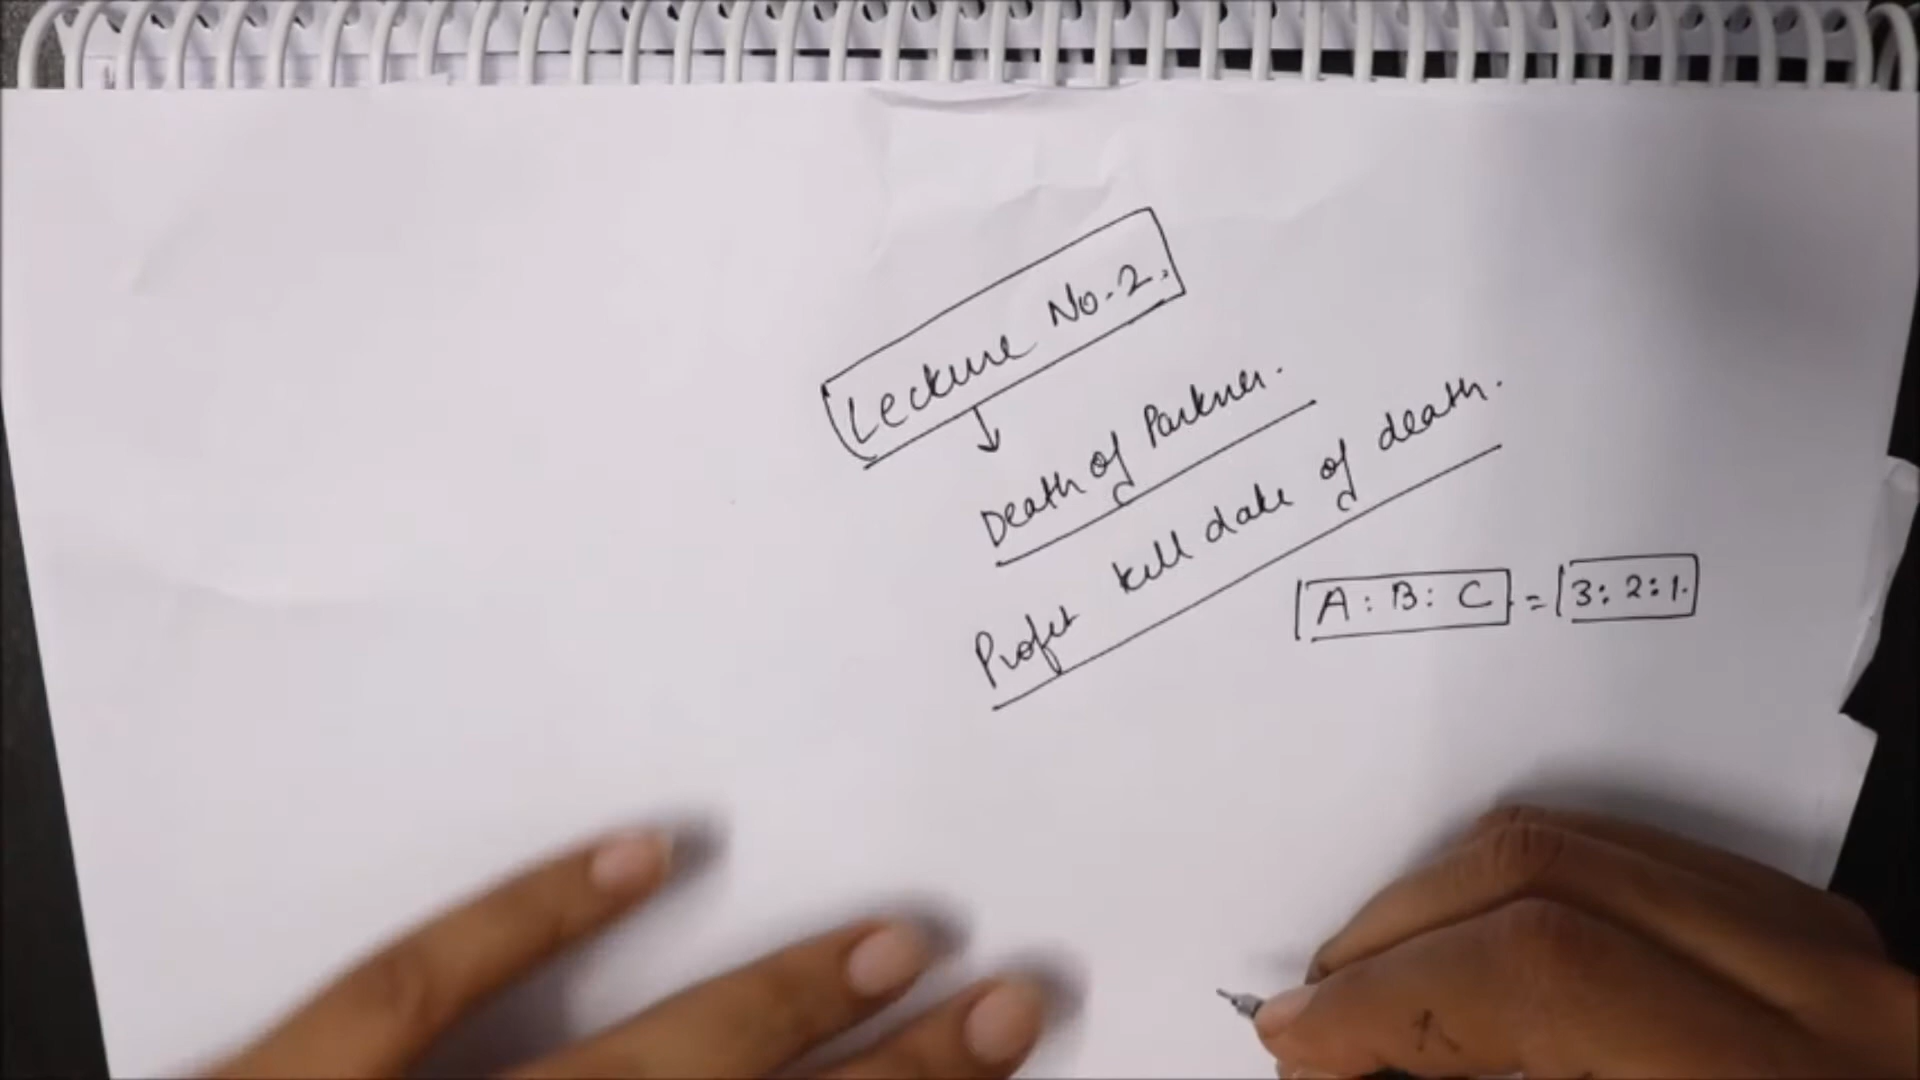 Lecture No. 2.
Death of Partner.
Profit till date of death.
A : B : C = 3 : 2 : 1.